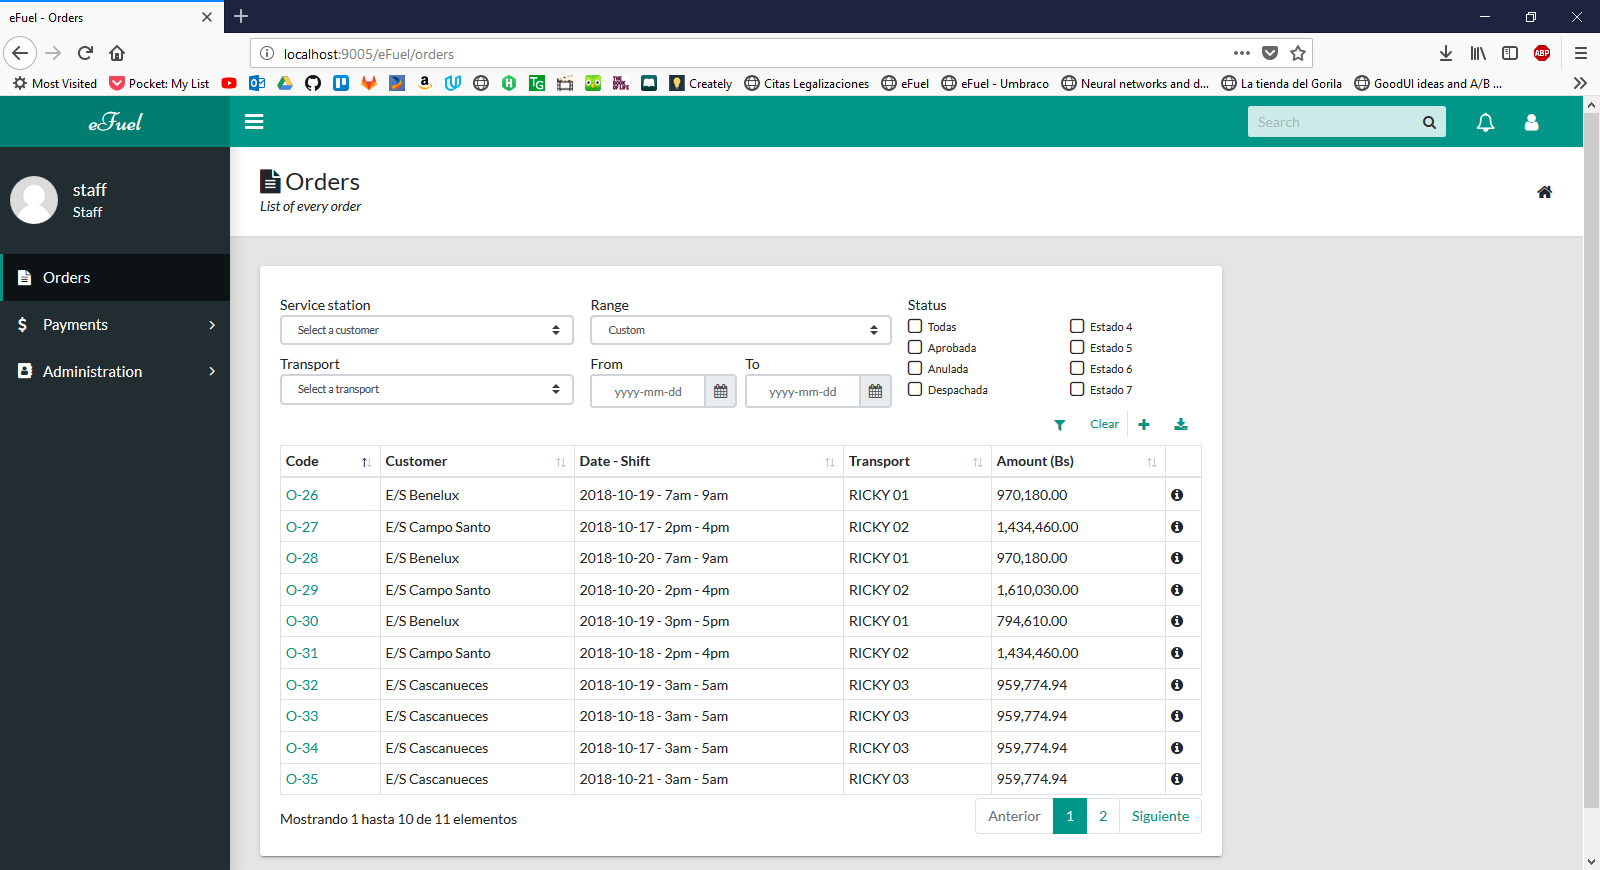 eFuel - Orders
localhost:9005/eFuel/orders
ABP
Most Visited
Pocket: My List
TG
THE BOOK OF LIFE
Creately
Citas Legalizaciones
eFuel
eFuel - Umbraco
Neural networks and d...
La tienda del Gorila
GoodUI ideas and A/B ...
eFuel
Search
staff
Staff
Orders
Payments
Administration
Orders
List of every order
Service station
Range
Status
Select a customer
Custom
Todas
Estado 4
Aprobada
Estado 5
Transport
From
To
Anulada
Estado 6
Select a transport
yyyy-mm-dd
yyyy-mm-dd
Despachada
Estado 7
Clear
Code Customer Date - Shift Transport Amount (Bs)
O-26 E/S Benelux 2018-10-19 - 7am - 9am RICKY 01 970,180.00
O-27 E/S Campo Santo 2018-10-17 - 2pm - 4pm RICKY 02 1,434,460.00
O-28 E/S Benelux 2018-10-20 - 7am - 9am RICKY 01 970,180.00
O-29 E/S Campo Santo 2018-10-20 - 2pm - 4pm RICKY 02 1,610,030.00
O-30 E/S Benelux 2018-10-19 - 3pm - 5pm RICKY 01 794,610.00
O-31 E/S Campo Santo 2018-10-18 - 2pm - 4pm RICKY 02 1,434,460.00
O-32 E/S Cascanueces 2018-10-19 - 3am - 5am RICKY 03 959,774.94
O-33 E/S Cascanueces 2018-10-18 - 3am - 5am RICKY 03 959,774.94
O-34 E/S Cascanueces 2018-10-17 - 3am - 5am RICKY 03 959,774.94
O-35 E/S Cascanueces 2018-10-21 - 3am - 5am RICKY 03 959,774.94
Mostrando 1 hasta 10 de 11 elementos
Anterior 1 2 Siguiente